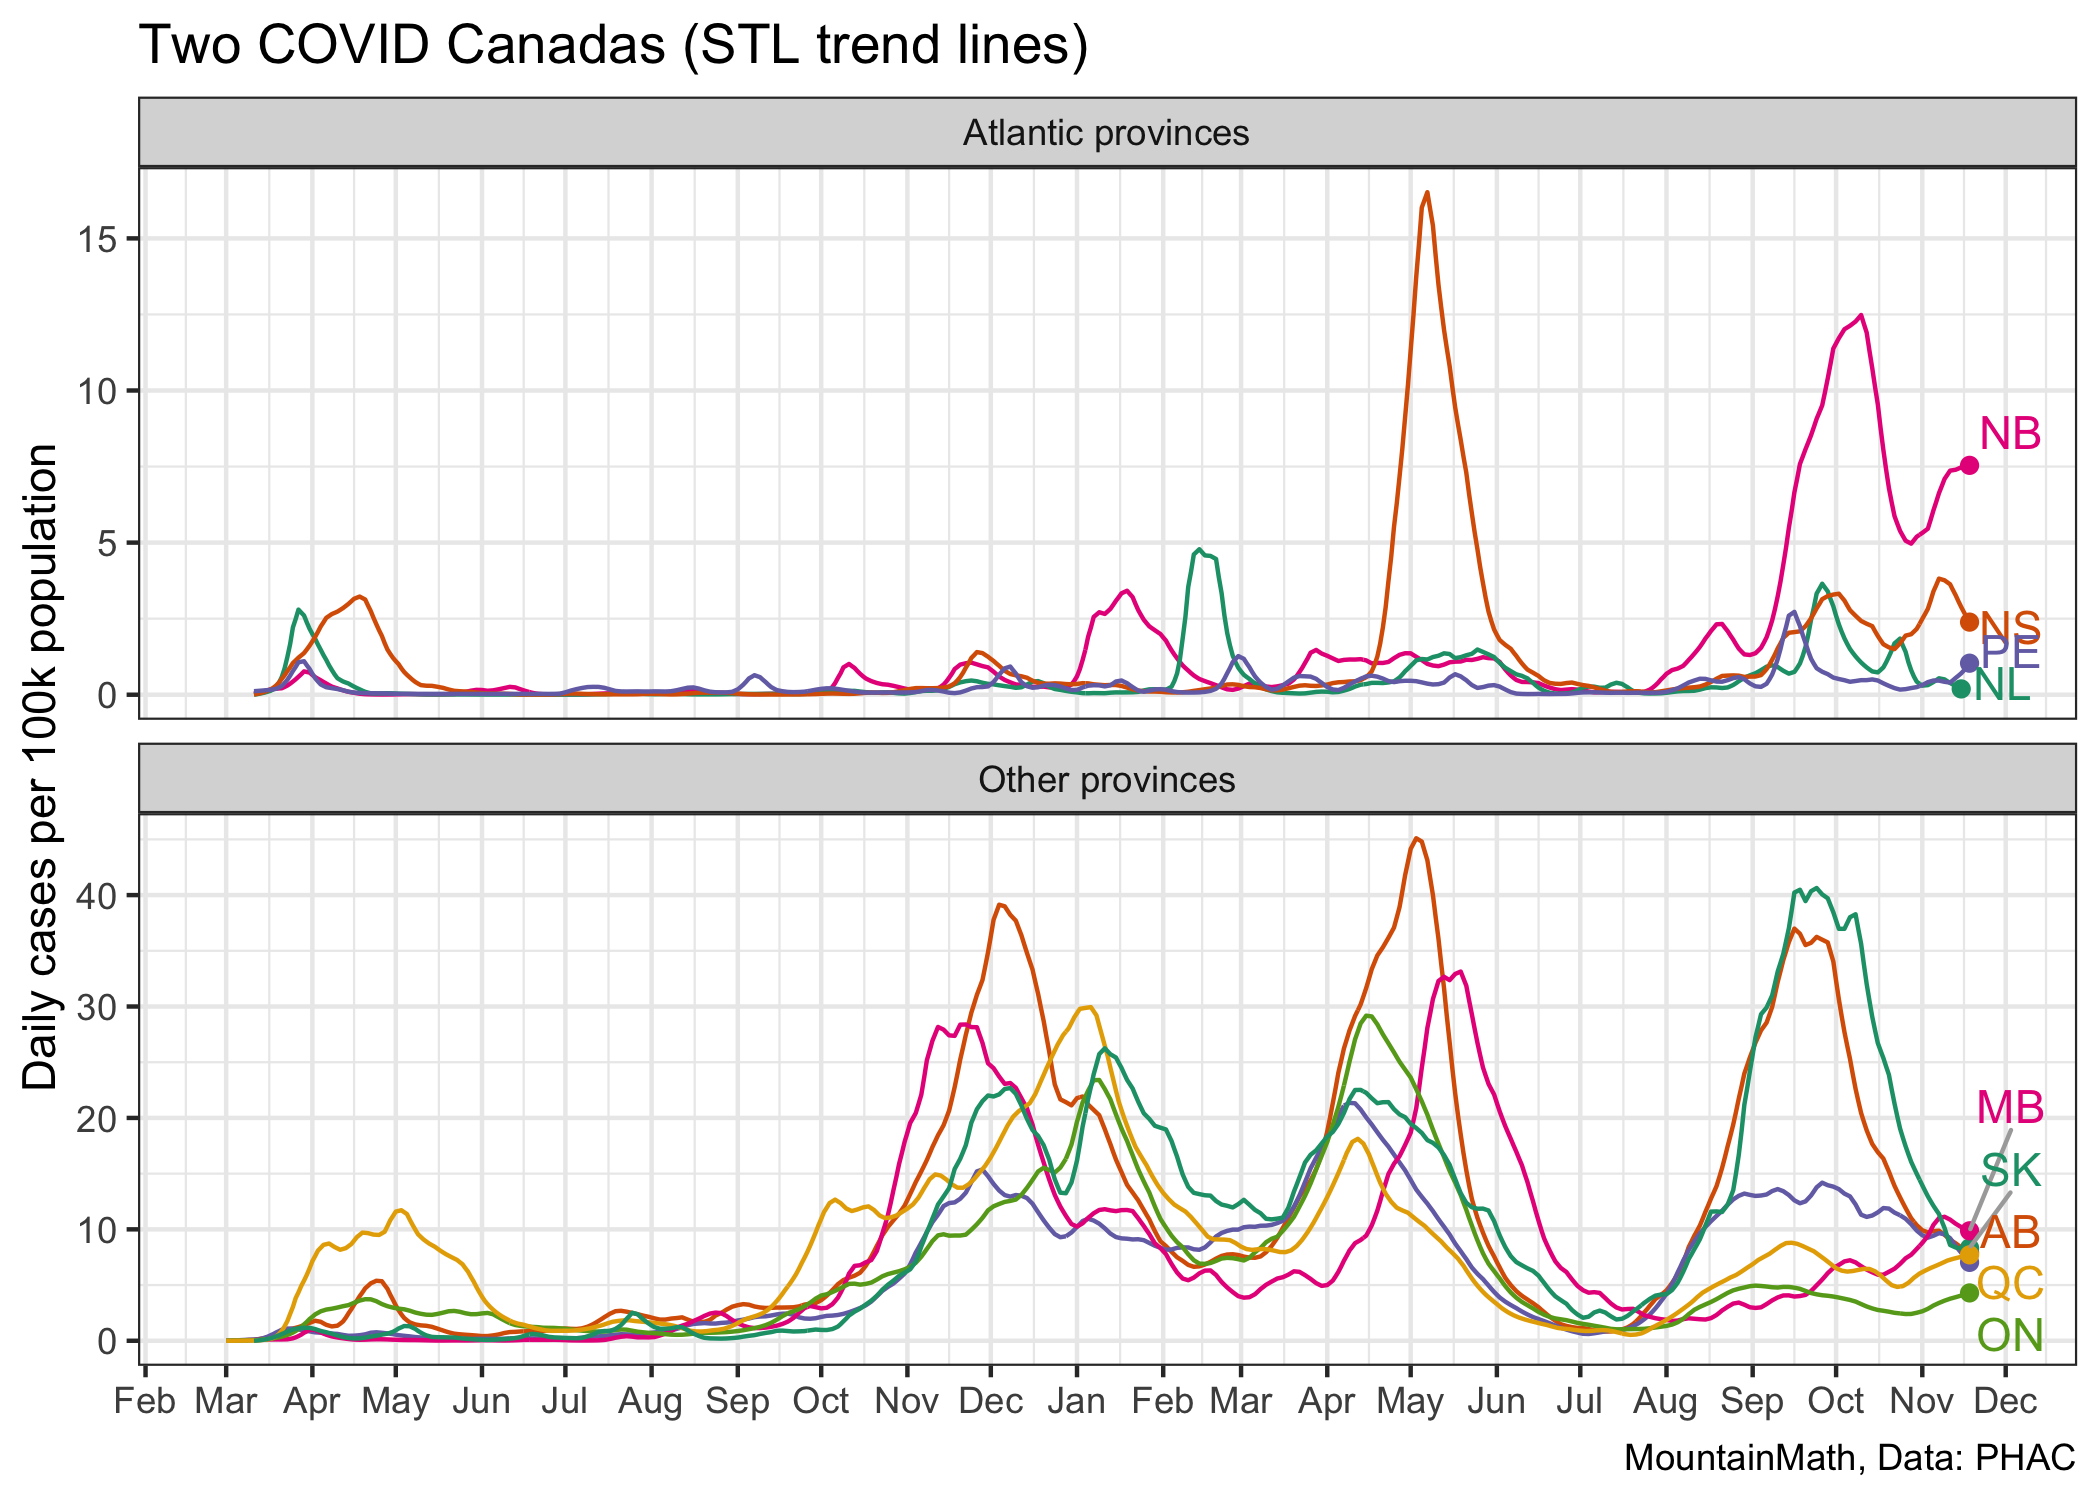 Two COVID Canadas (STL trend lines)
Daily cases per 100k population
Atlantic provinces
15
10
5
0
NB
NS
PE
NL
Other provinces
40
30
20
10
0
MB
SK
AB
QC
ON
Feb Mar Apr May Jun Jul Aug Sep Oct Nov Dec Jan Feb Mar Apr May Jun Jul Aug Sep Oct Nov Dec
MountainMath, Data: PHAC